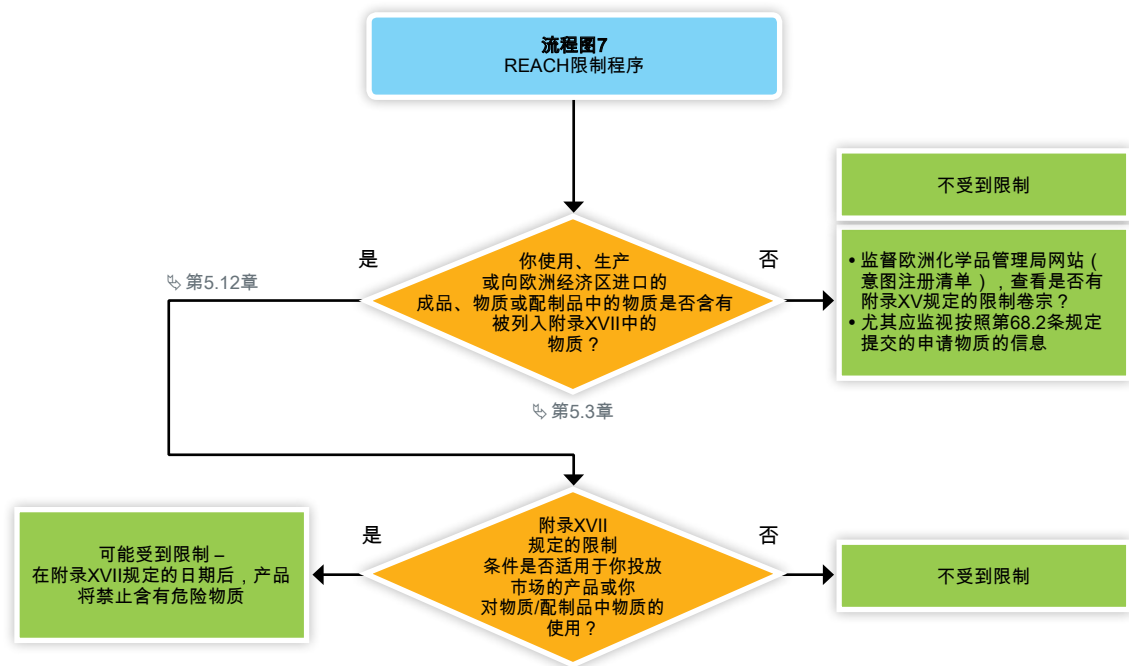 流程图7
REACH限制程序
不受到限制
是
否
你使用、生产
或向欧洲经济区进口的
成品、物质或配制品中的物质是否含有
被列入附录XVII中的
物质？
• 监督欧洲化学品管理局网站（
意图注册清单），查看是否有
附录XV规定的限制卷宗？
• 尤其应监视按照第68.2条规定
提交的申请物质的信息
第5.12章
第5.3章
是
否
附录XVII
规定的限制
条件是否适用于你投放
市场的产品或你
对物质/配制品中物质的
使用？
可能受到限制 –
在附录XVII规定的日期后，产品
将禁止含有危险物质
不受到限制